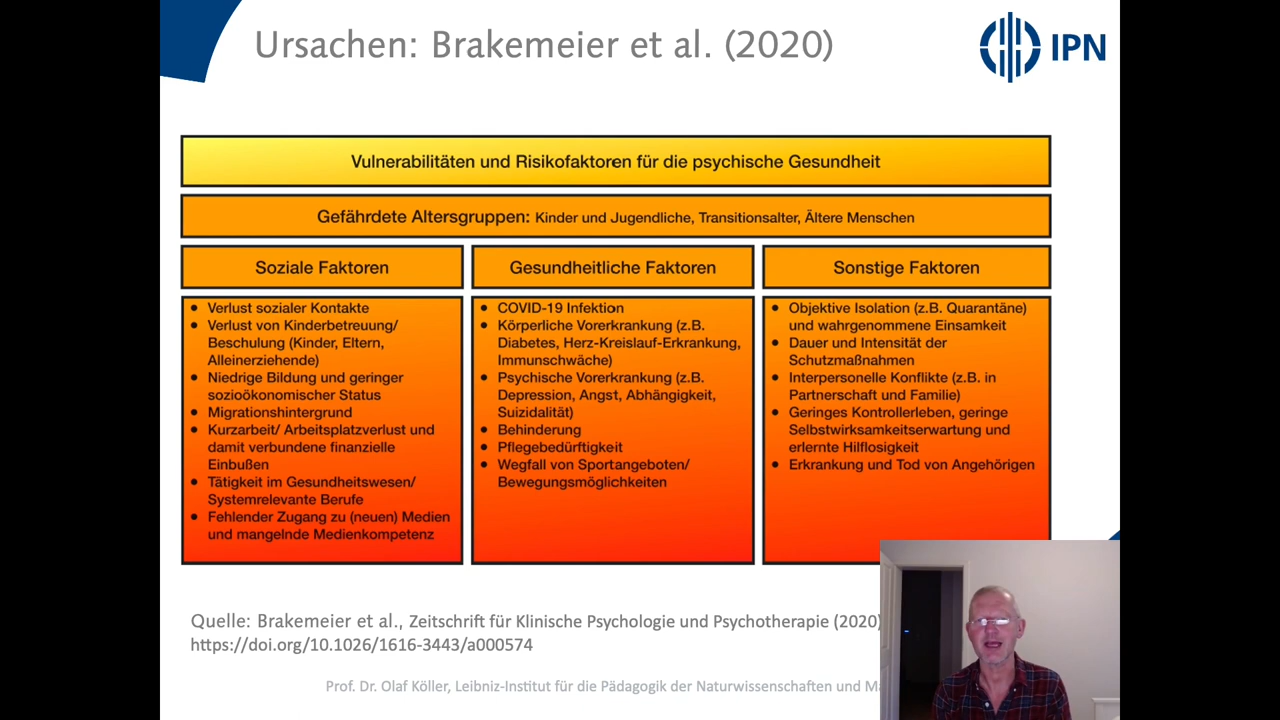 Ursachen: Brakemeier et al. (2020)
IPN
Vulnerabilitäten und Risikofaktoren für die psychische Gesundheit
Gefährdete Altersgruppen: Kinder und Jugendliche, Transitionsalter, Ältere Menschen
Soziale Faktoren
• Verlust sozialer Kontakte
• Verlust von Kinderbetreuung/
Beschulung (Kinder, Eltern,
Alleinerziehende)
• Niedrige Bildung und geringer
sozioökonomischer Status
• Migrationshintergrund
• Kurzarbeit/ Arbeitsplatzverlust und
damit verbundene finanzielle
Einbußen
• Tätigkeit im Gesundheitswesen/
Systemrelevante Berufe
• Fehlender Zugang zu (neuen) Medien
und mangelnde Medienkompetenz
Gesundheitliche Faktoren
• COVID-19 Infektion
• Körperliche Vorerkrankung (z.B.
Diabetes, Herz-Kreislauf-Erkrankung,
Immunschwäche)
• Psychische Vorerkrankung (z.B.
Depression, Angst, Abhängigkeit,
Suizidalität)
• Behinderung
• Pflegebedürftigkeit
• Wegfall von Sportangeboten/
Bewegungsmöglichkeiten
Sonstige Faktoren
• Objektive Isolation (z.B. Quarantäne)
und wahrgenommene Einsamkeit
• Dauer und Intensität der
Schutzmaßnahmen
• Interpersonelle Konflikte (z.B. in
Partnerschaft und Familie)
• Geringes Kontrollerleben, geringe
Selbstwirksamkeitserwartung und
erlernte Hilflosigkeit
• Erkrankung und Tod von Angehörigen
Quelle: Brakemeier et al., Zeitschrift für Klinische Psychologie und Psychotherapie (2020)
https://doi.org/10.1026/1616-3443/a000574
Prof. Dr. Olaf Köller, Leibniz-Institut für die Pädagogik der Naturwissenschaften und